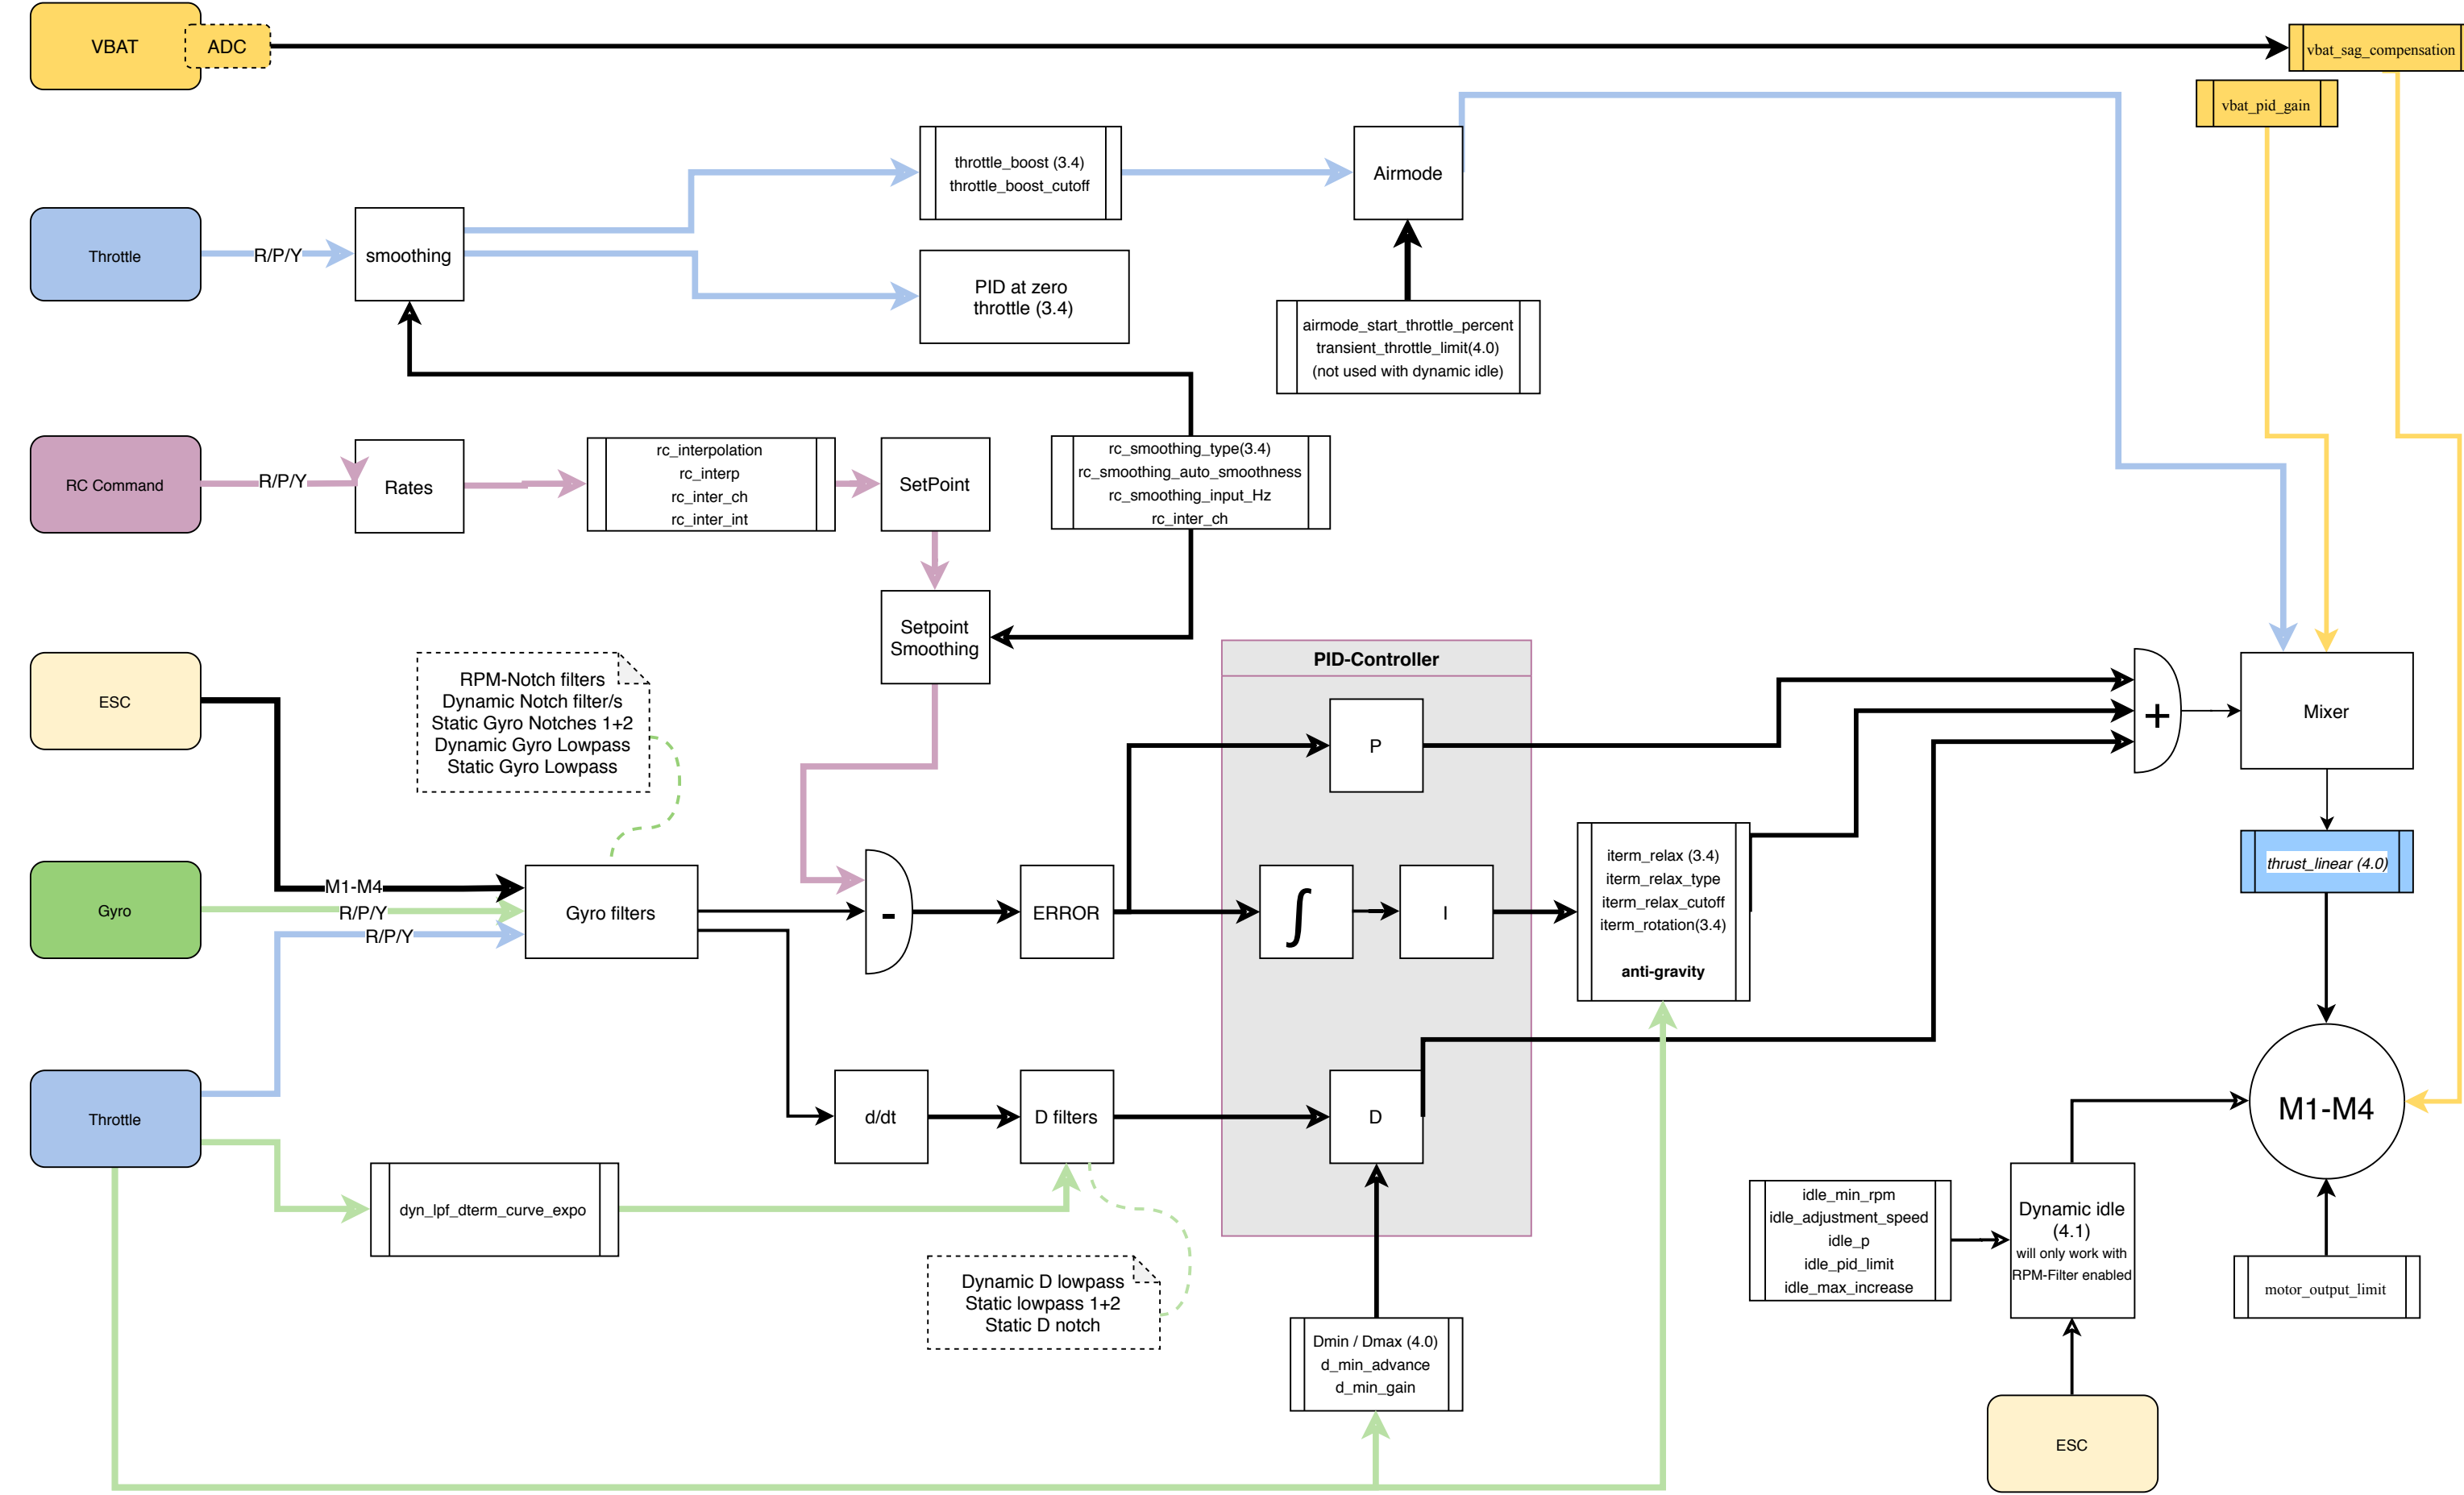 VBAT
ADC
vbat_sag_compensation
vbat_pid_gain
throttle_boost (3.4)
throttle_boost_cutoff
Airmode
Throttle
R/P/Y
smoothing
PID at zero
throttle (3.4)
airmode_start_throttle_percent
transient_throttle_limit(4.0)
(not used with dynamic idle)
RC Command
R/P/Y
Rates
rc_interpolation
rc_interp
rc_inter_ch
rc_inter_int
SetPoint
rc_smoothing_type(3.4)
rc_smoothing_auto_smoothness
rc_smoothing_input_Hz
rc_inter_ch
Setpoint
Smoothing
ESC
RPM-Notch filters
Dynamic Notch filter/s
Static Gyro Notches 1+2
Dynamic Gyro Lowpass
Static Gyro Lowpass
PID-Controller
P
+
Mixer
thrust_linear (4.0)
Gyro
M1-M4
R/P/Y
R/P/Y
Gyro filters
-
ERROR
∫
I
iterm_relax (3.4)
iterm_relax_type
iterm_relax_cutoff
iterm_rotation(3.4)
anti-gravity
Throttle
d/dt
D filters
D
M1-M4
dyn_lpf_dterm_curve_expo
Dynamic D lowpass
Static lowpass 1+2
Static D notch
Dmin / Dmax (4.0)
d_min_advance
d_min_gain
idle_min_rpm
idle_adjustment_speed
idle_p
idle_pid_limit
idle_max_increase
Dynamic idle
(4.1)
will only work with
RPM-Filter enabled
motor_output_limit
ESC